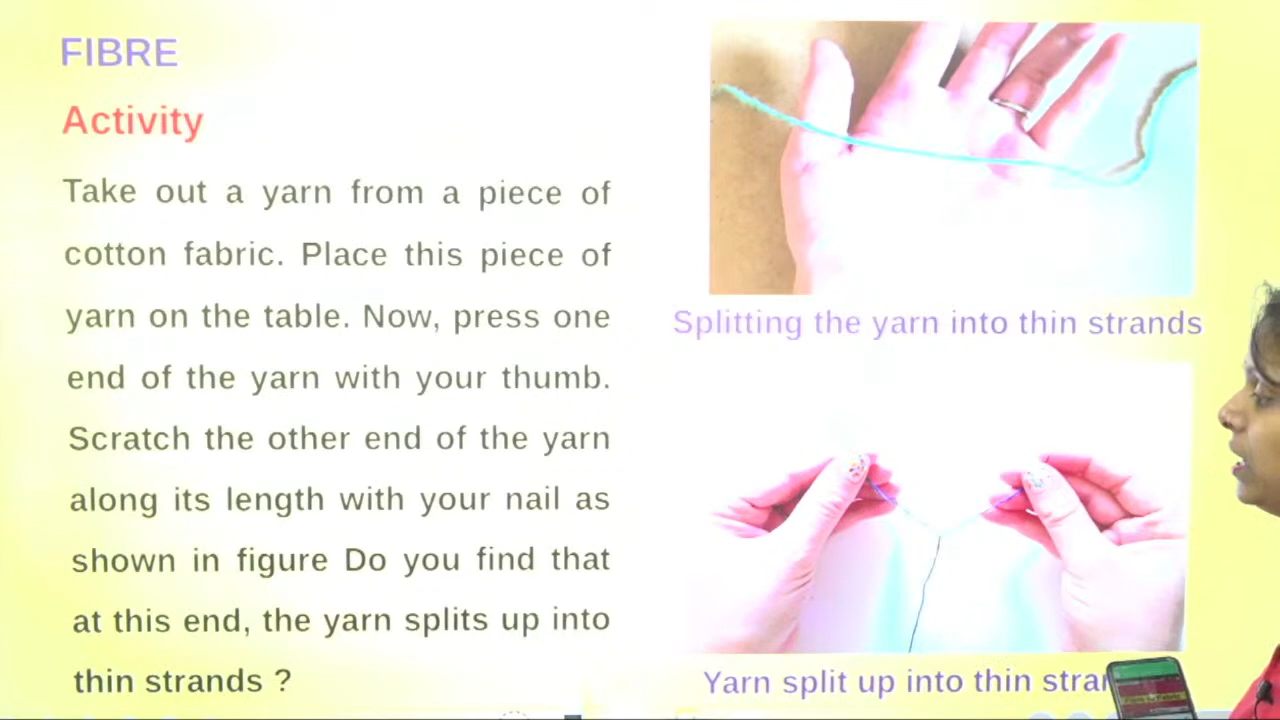 FIBRE
Activity
Take out a yarn from a piece of
cotton fabric. Place this piece of
yarn on the table. Now, press one
end of the yarn with your thumb.
Scratch the other end of the yarn
along its length with your nail as
shown in figure Do you find that
at this end, the yarn splits up into
thin strands ?
Splitting the yarn into thin strands
Yarn split up into thin